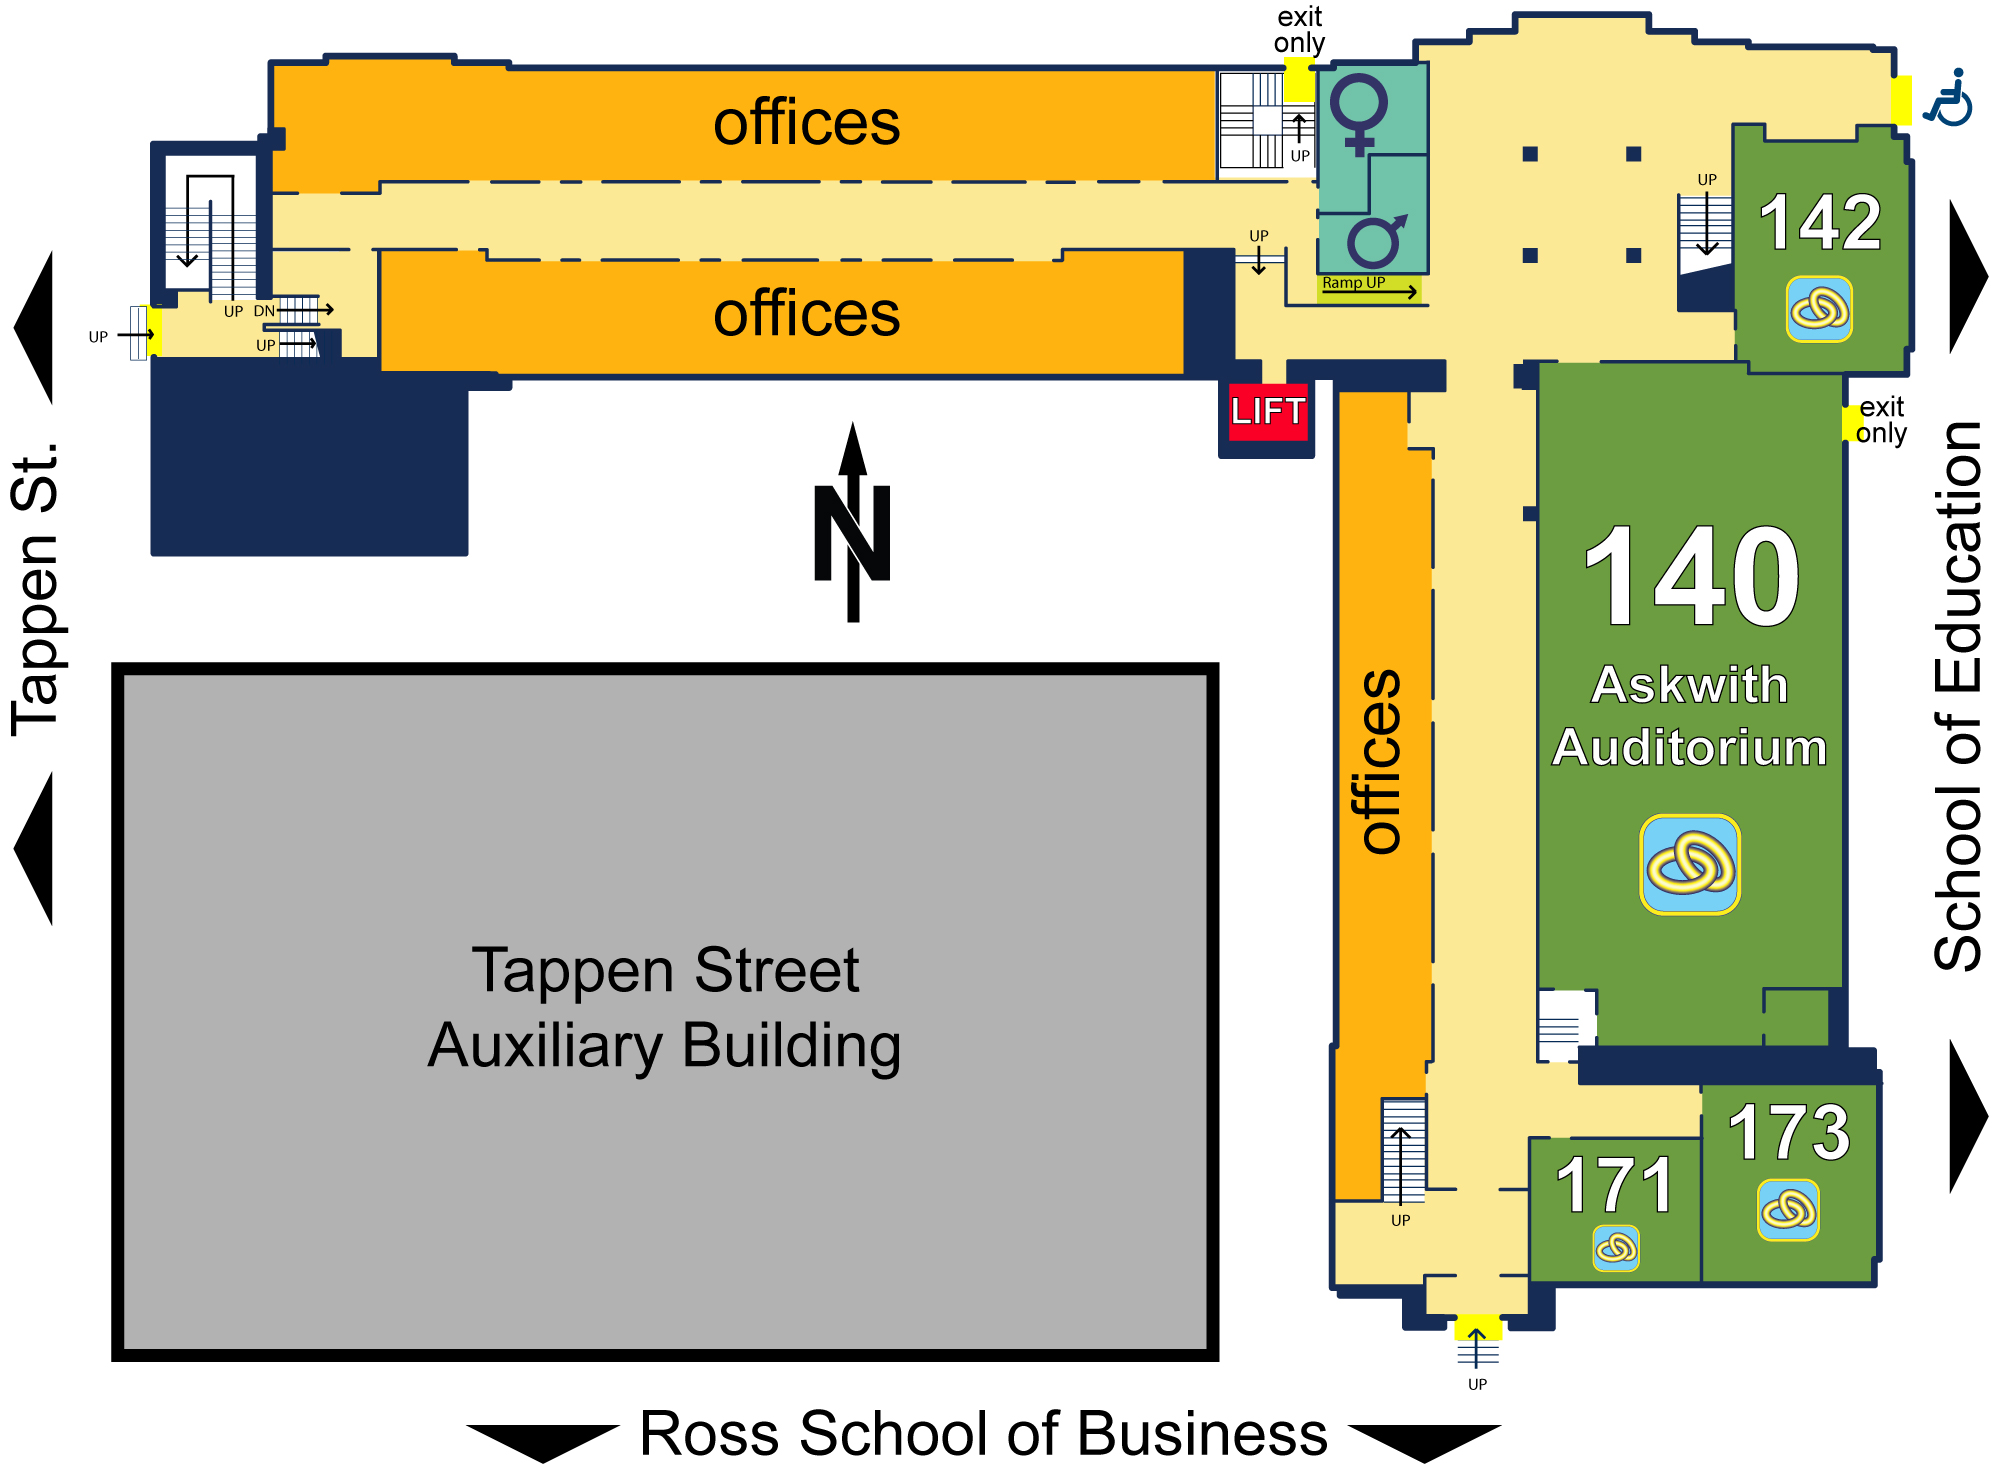 exit
only
offices
UP
UP
142
UP
Ramp UP
offices
UP
DN
UP
UP
LIFT
exit
only
Tappen St.
N
School of Education
140
Askwith
Auditorium
offices
Tappen Street
Auxiliary Building
173
171
UP
UP
Ross School of Business